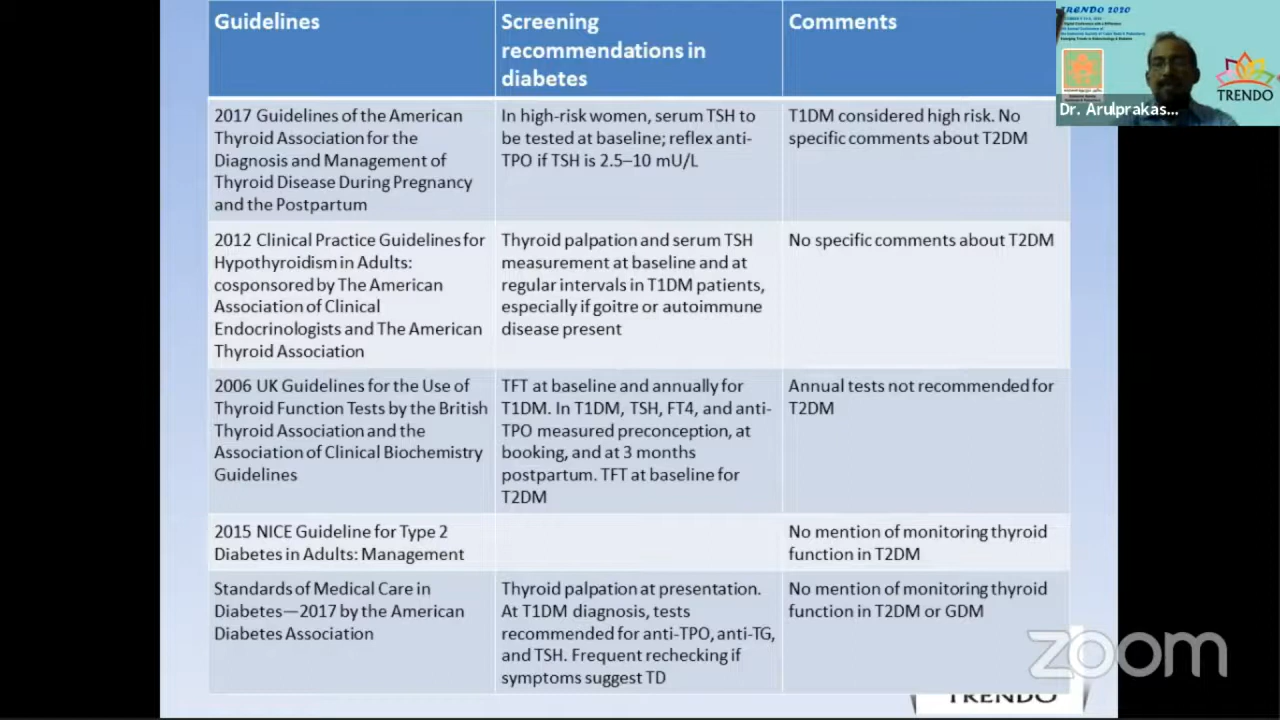 Guidelines
Screening
recommendations in
diabetes
Comments
2017 Guidelines of the American
Thyroid Association for the
Diagnosis and Management of
Thyroid Disease During Pregnancy
and the Postpartum
In high-risk women, serum TSH to
be tested at baseline; reflex anti-
TPO if TSH is 2.5–10 mU/L
T1DM considered high risk. No
specific comments about T2DM
2012 Clinical Practice Guidelines for
Hypothyroidism in Adults:
cosponsored by The American
Association of Clinical
Endocrinologists and The American
Thyroid Association
Thyroid palpation and serum TSH
measurement at baseline and at
regular intervals in T1DM patients,
especially if goitre or autoimmune
disease present
No specific comments about T2DM
2006 UK Guidelines for the Use of
Thyroid Function Tests by the British
Thyroid Association and the
Association of Clinical Biochemistry
Guidelines
TFT at baseline and annually for
T1DM. In T1DM, TSH, FT4, and anti-
TPO measured preconception, at
booking, and at 3 months
postpartum. TFT at baseline for
T2DM
Annual tests not recommended for
T2DM
2015 NICE Guideline for Type 2
Diabetes in Adults: Management
No mention of monitoring thyroid
function in T2DM
Standards of Medical Care in
Diabetes—2017 by the American
Diabetes Association
Thyroid palpation at presentation.
At T1DM diagnosis, tests
recommended for anti-TPO, anti-TG,
and TSH. Frequent rechecking if
symptoms suggest TD
No mention of monitoring thyroid
function in T2DM or GDM
TRENDO 2020
TRENDO
Dr. Arulprakas...
zoom
TRENDO